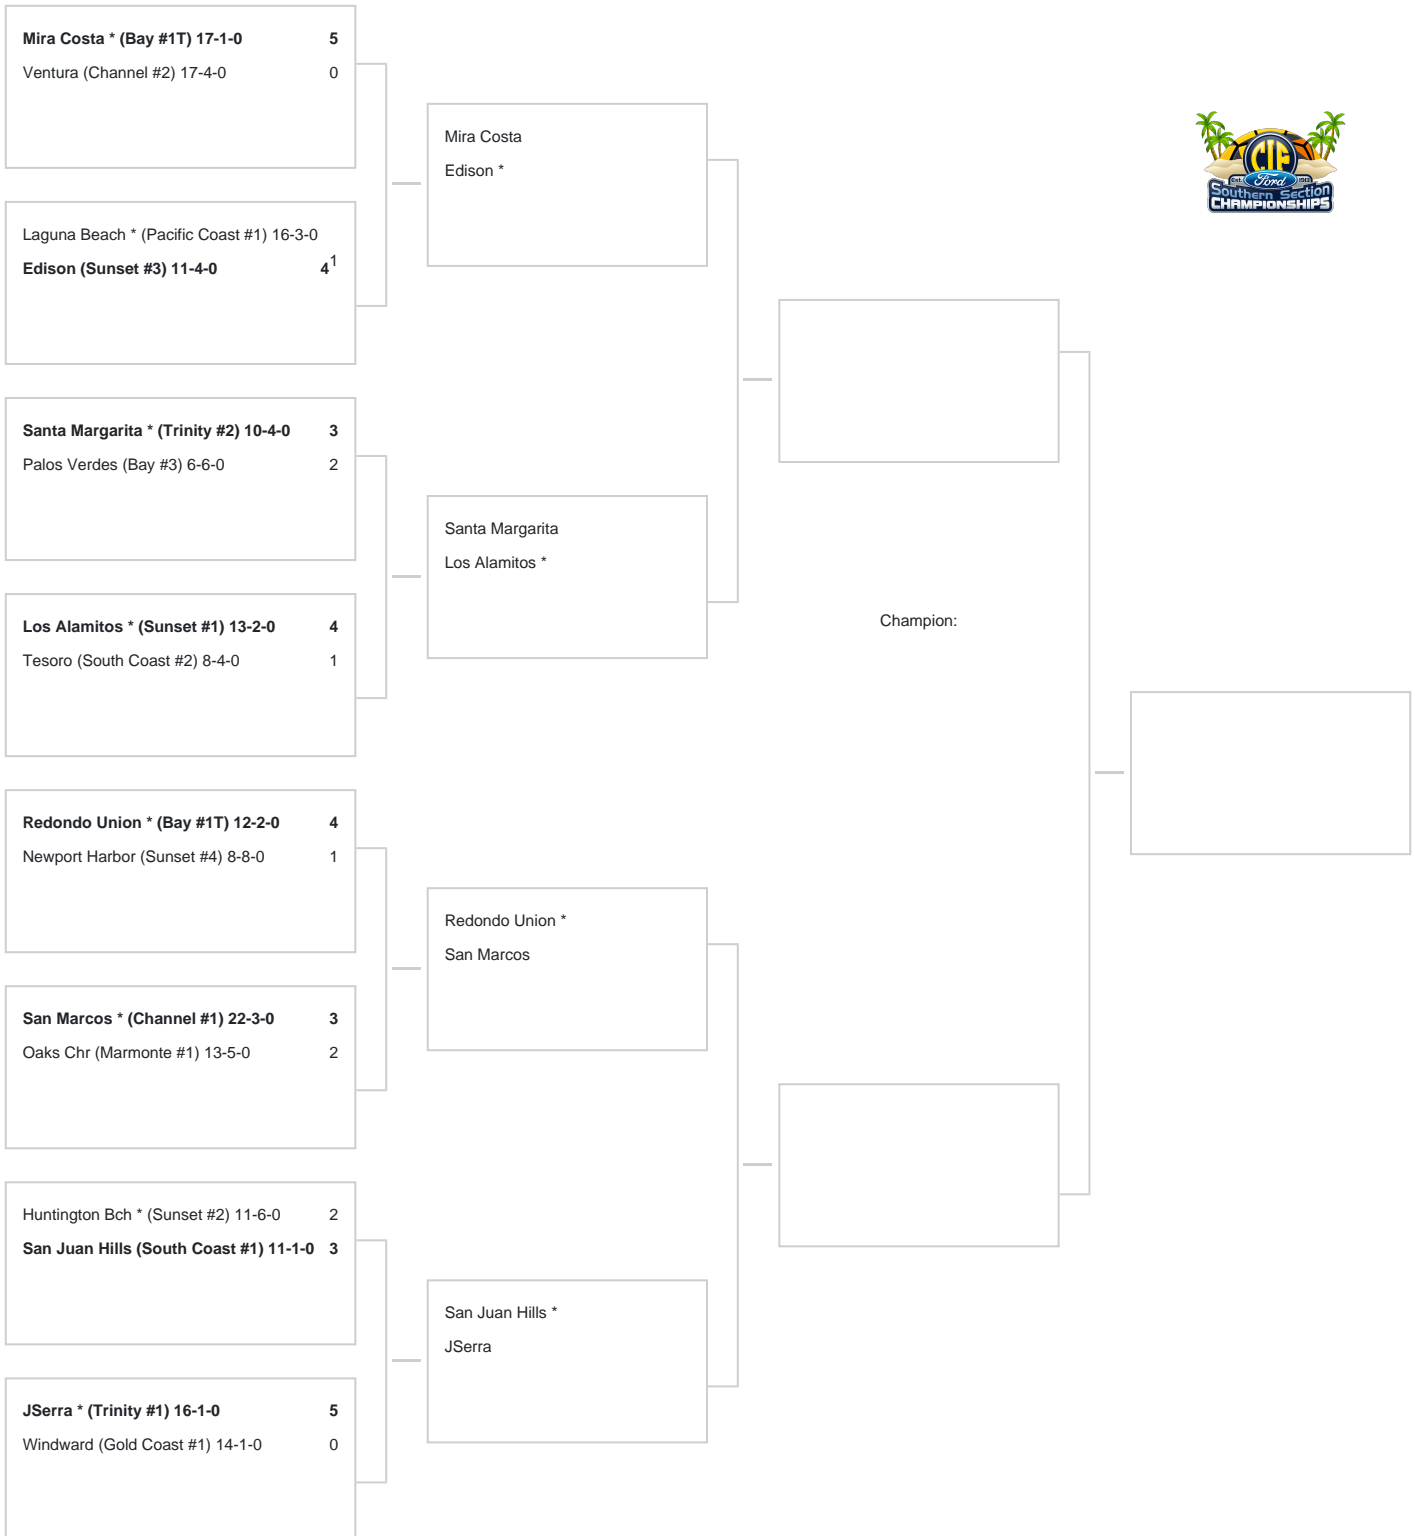 Mira Costa * (Bay #1T) 17-1-0 5
Ventura (Channel #2) 17-4-0 0
Laguna Beach * (Pacific Coast #1) 16-3-0 1
Edison (Sunset #3) 11-4-0 4
Santa Margarita * (Trinity #2) 10-4-0 3
Palos Verdes (Bay #3) 6-6-0 2
Los Alamitos * (Sunset #1) 13-2-0 4
Tesoro (South Coast #2) 8-4-0 1
Redondo Union * (Bay #1T) 12-2-0 4
Newport Harbor (Sunset #4) 8-8-0 1
San Marcos * (Channel #1) 22-3-0 3
Oaks Chr (Marmonte #1) 13-5-0 2
Huntington Bch * (Sunset #2) 11-6-0 2
San Juan Hills (South Coast #1) 11-1-0 3
JSerra * (Trinity #1) 16-1-0 5
Windward (Gold Coast #1) 14-1-0 0
Mira Costa
Edison *
Santa Margarita
Los Alamitos *
Redondo Union *
San Marcos
San Juan Hills *
JSerra
Champion:
CIF
Est. Ford 1913
Southern Section
CHAMPIONSHIPS